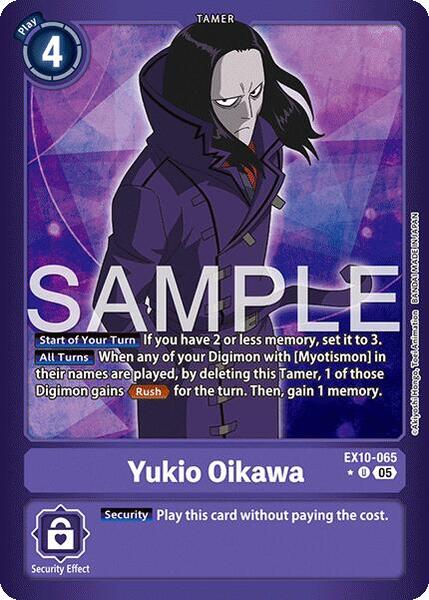 TAMER
Play
4
SAMPLE
Start of Your Turn If you have 2 or less memory, set it to 3.
All Turns When any of your Digimon with [Myotismon] in
their names are played, by deleting this Tamer, 1 of those
Digimon gains Rush for the turn. Then, gain 1 memory.
©Akiyoshi Hongo, Toei Animation BANDAI MADE IN JAPAN
EX10-065
Yukio Oikawa
★ U 05
Security Play this card without paying the cost.
Security Effect